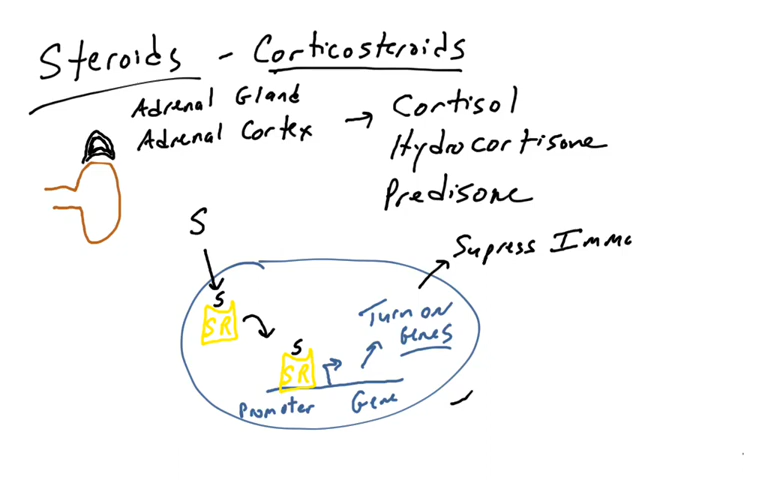 Steroids - Corticosteroids
Adrenal Gland
Adrenal Cortex → Cortisol
Hydrocortisone
Predisone
S
Supress Immu
S
SR
Turn on
Genes
S
SR
Promoter Gene